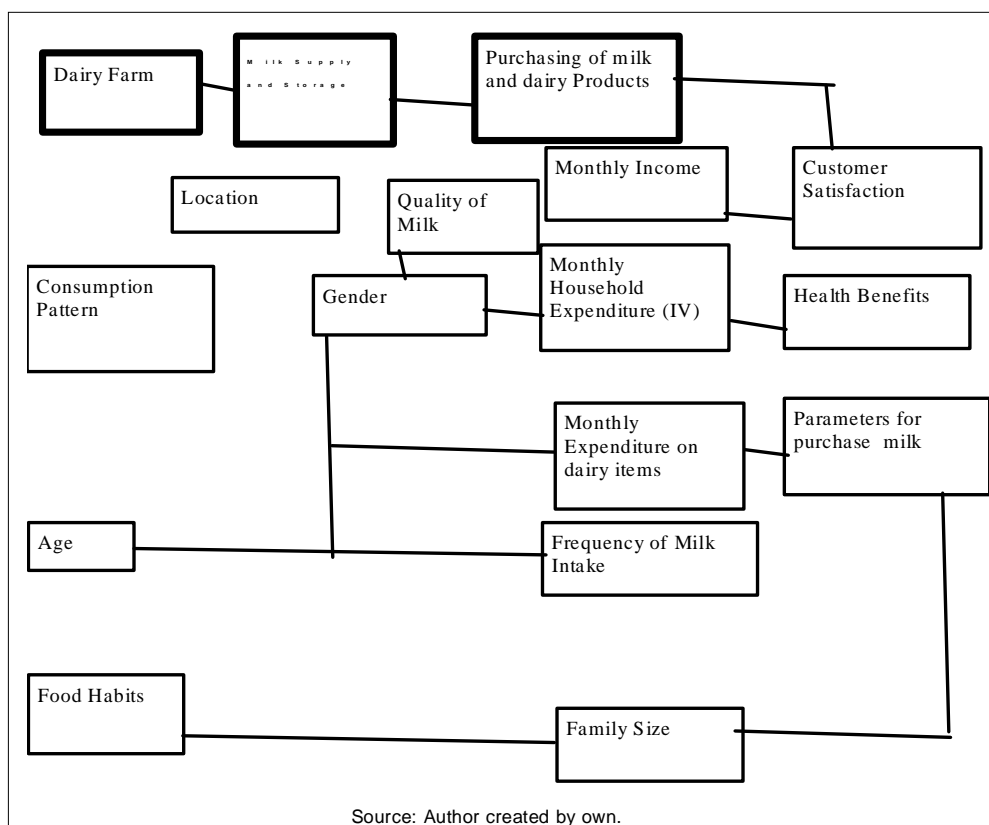 Dairy Farm
Milk Supply
and Storage
Purchasing of milk
and dairy Products
Location
Quality of
Milk
Monthly Income
Customer
Satisfaction
Consumption
Pattern
Gender
Monthly
Household
Expenditure (IV)
Health Benefits
Monthly
Expenditure on
dairy items
Parameters for
purchase milk
Age
Frequency of Milk
Intake
Food Habits
Family Size
Source: Author created by own.